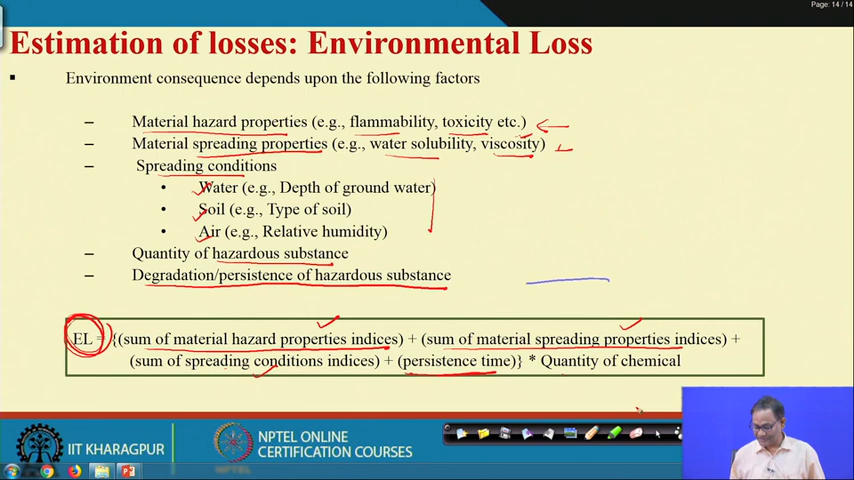 Page: 14 / 14
Estimation of losses: Environmental Loss
▪ Environment consequence depends upon the following factors
– Material hazard properties (e.g., flammability, toxicity etc.)
– Material spreading properties (e.g., water solubility, viscosity)
– Spreading conditions
• Water (e.g., Depth of ground water)
• Soil (e.g., Type of soil)
• Air (e.g., Relative humidity)
– Quantity of hazardous substance
– Degradation/persistence of hazardous substance
EL = {(sum of material hazard properties indices) + (sum of material spreading properties indices) +
(sum of spreading conditions indices) + (persistence time)} * Quantity of chemical
IIT KHARAGPUR
NPTEL ONLINE
CERTIFICATION COURSES
NPTEL